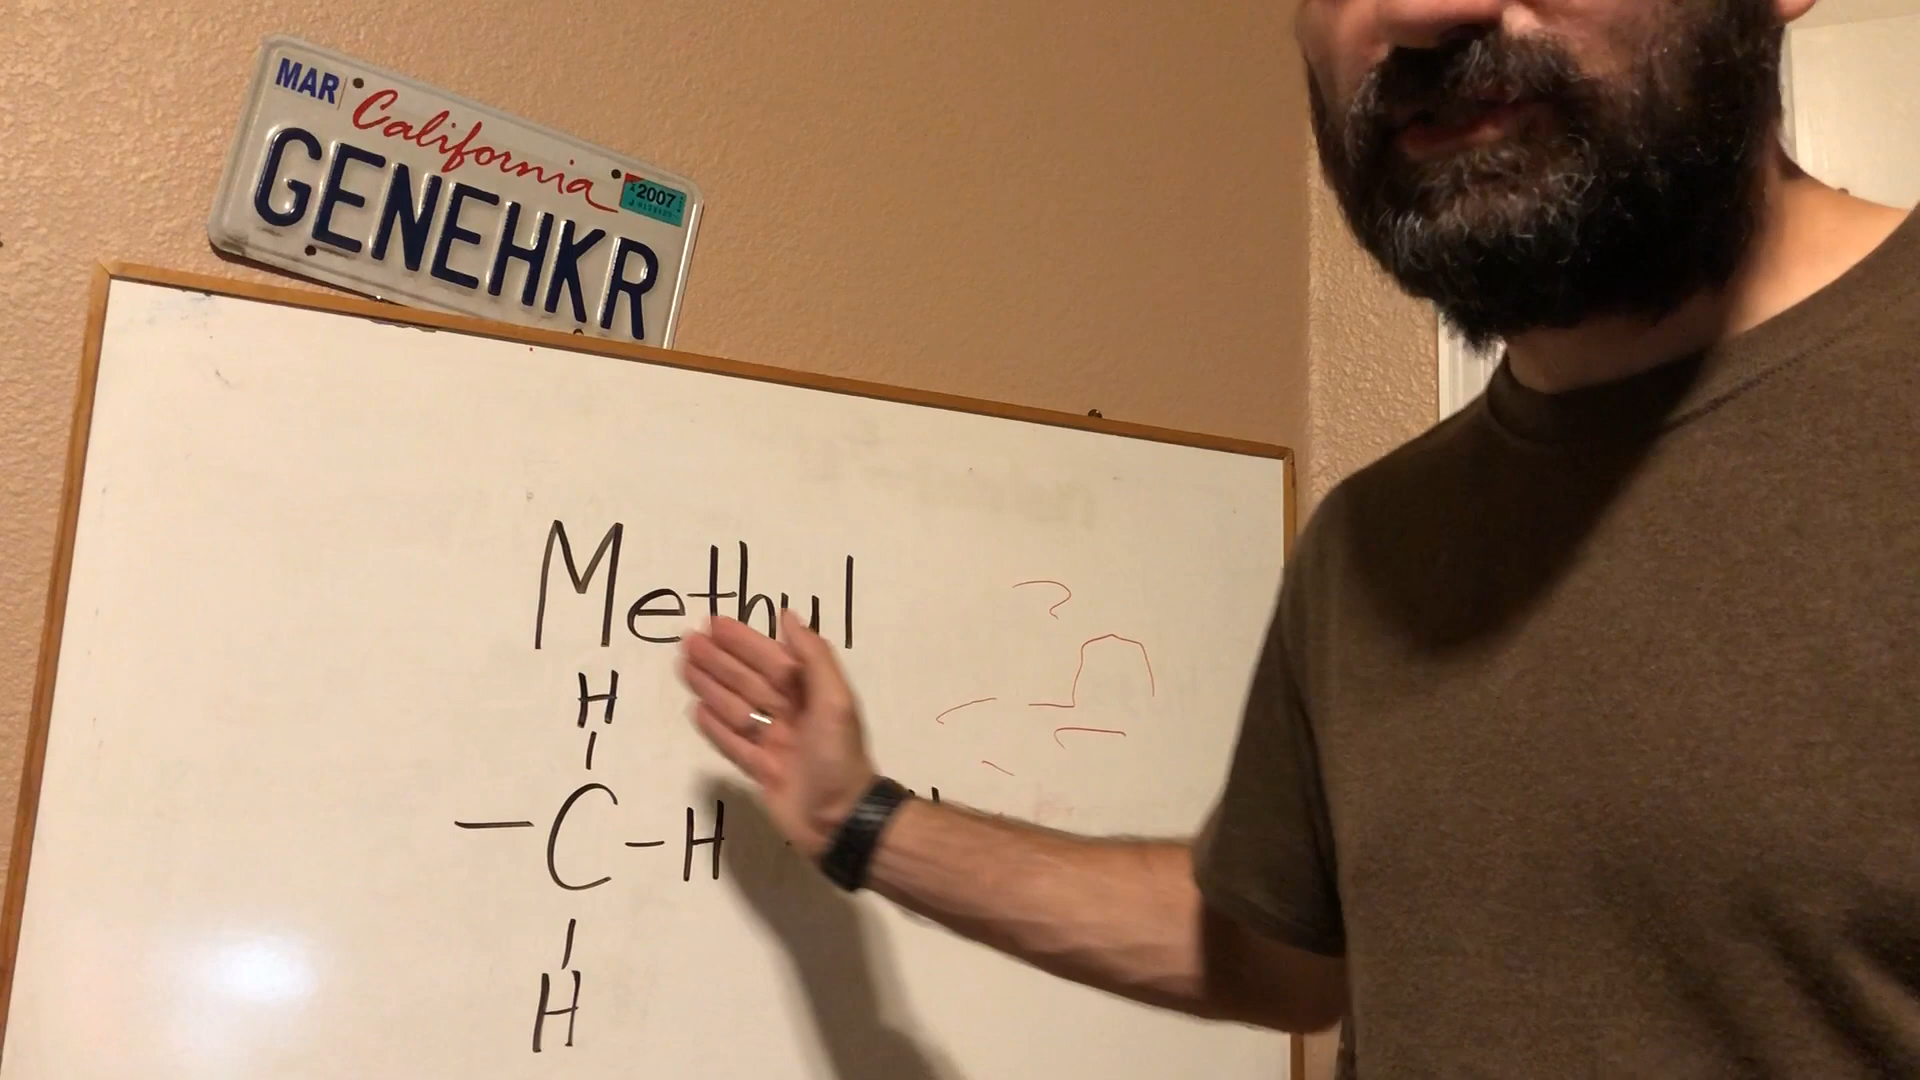 MAR California 2007
GENEHKR
Methyl
H
C-H
H